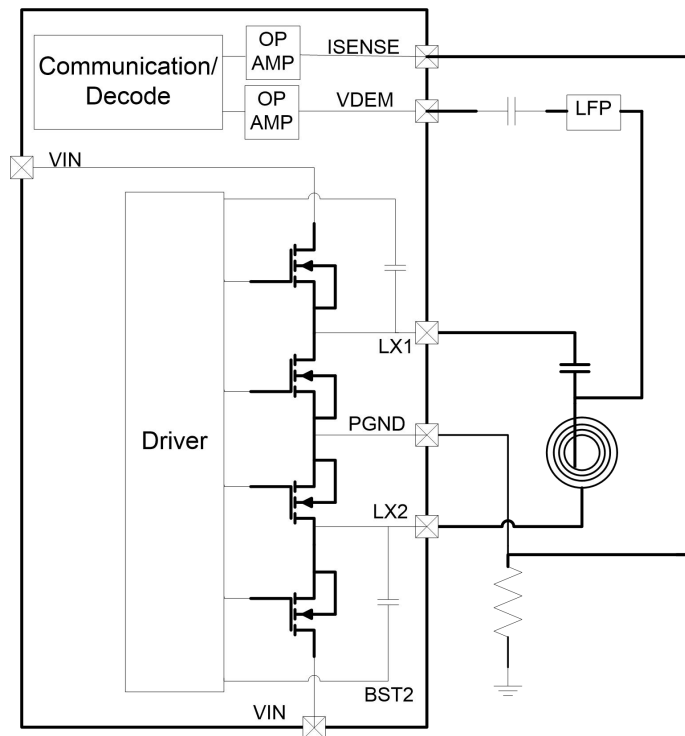 OP
AMP
ISENSE
Communication/
Decode
OP
AMP
VDEM
LFP
VIN
LX1
PGND
Driver
LX2
BST2
VIN